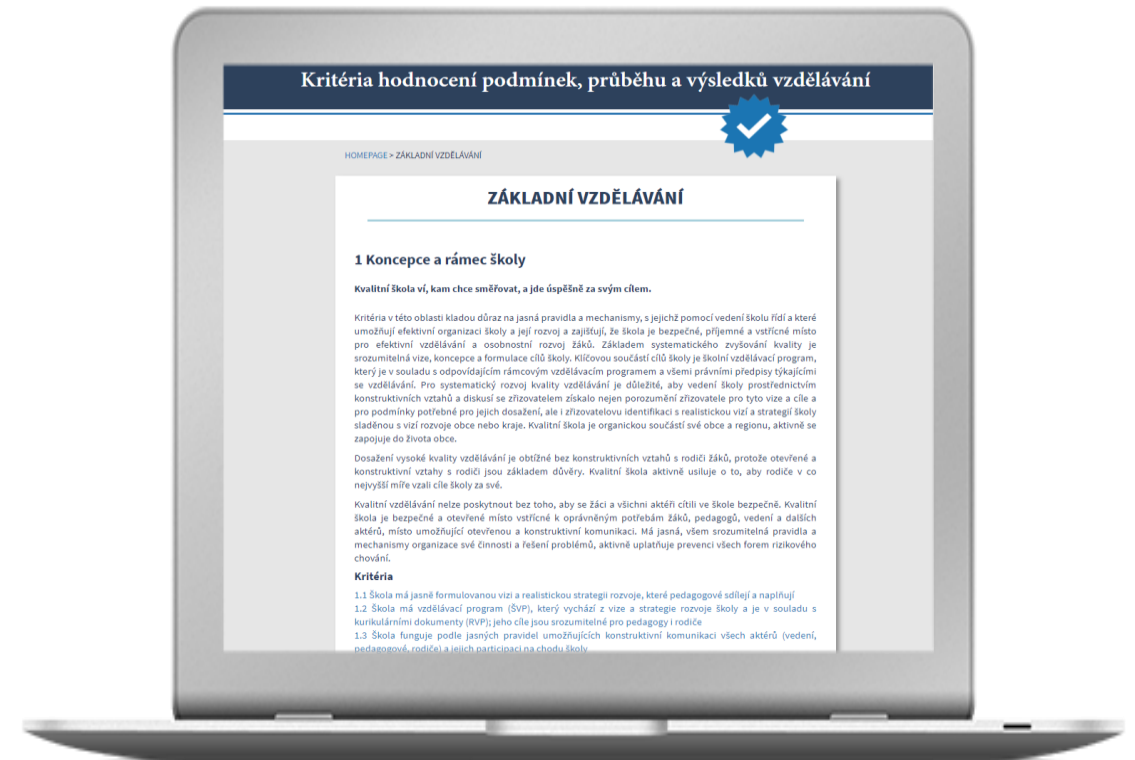 Kritéria hodnocení podmínek, průběhu a výsledků vzdělávání
HOMEPAGE > ZÁKLADNÍ VZDĚLÁVÁNÍ
ZÁKLADNÍ VZDĚLÁVÁNÍ
1 Koncepce a rámec školy
Kvalitní škola ví, kam chce směřovat, a jde úspěšně za svým cílem.
Kritéria v této oblasti kladou důraz na jasná pravidla a mechanismy, s jejichž pomocí vedení školu řídí a které
umožňují efektivní organizaci školy a její rozvoj a zajišťují, že škola je bezpečné, příjemné a vstřícné místo
pro efektivní vzdělávání a osobnostní rozvoj žáků. Základem systematického zvyšování kvality je
srozumitelná vize, koncepce a formulace cílů školy. Klíčovou součástí cílů školy je školní vzdělávací program,
který je v souladu s odpovídajícím rámcovým vzdělávacím programem a všemi právními předpisy týkajícími
se vzdělávání. Pro systematický rozvoj kvality vzdělávání je důležité, aby vedení školy prostřednictvím
konstruktivních vztahů a diskusí se zřizovatelem získalo nejen porozumění zřizovatele pro tyto vize a cíle a
pro podmínky potřebné pro jejich dosažení, ale i zřizovatelovu identifikaci s realistickou vizí a strategií školy
sladěnou s vizí rozvoje obce nebo kraje. Kvalitní škola je organickou součástí své obce a regionu, aktivně se
zapojuje do života obce.
Dosažení vysoké kvality vzdělávání je obtížné bez konstruktivních vztahů s rodiči žáků, protože otevřené a
konstruktivní vztahy s rodiči jsou základem důvěry. Kvalitní škola aktivně usiluje o to, aby rodiče v co
nejvyšší míře vzali cíle školy za své.
Kvalitní vzdělávání nelze poskytnout bez toho, aby se žáci a všichni aktéři cítili ve škole bezpečně. Kvalitní
škola je bezpečné a otevřené místo vstřícné k oprávněným potřebám žáků, pedagogů, vedení a dalších
aktérů, místo umožňující otevřenou a konstruktivní komunikaci. Má jasná, všem srozumitelná pravidla a
mechanismy organizace své činnosti a řešení problémů, aktivně uplatňuje prevenci všech forem rizikového
chování.
Kritéria
1.1 Škola má jasně formulovanou vizi a realistickou strategii rozvoje, které pedagogové sdílejí a naplňují
1.2 Škola má vzdělávací program (ŠVP), který vychází z vize a strategie rozvoje školy a je v souladu s
kurikulárními dokumenty (RVP); jeho cíle jsou srozumitelné pro pedagogy i rodiče
1.3 Škola funguje podle jasných pravidel umožňujících konstruktivní komunikaci všech aktérů (vedení,
pedagogové, rodiče) a jejich participaci na chodu školy